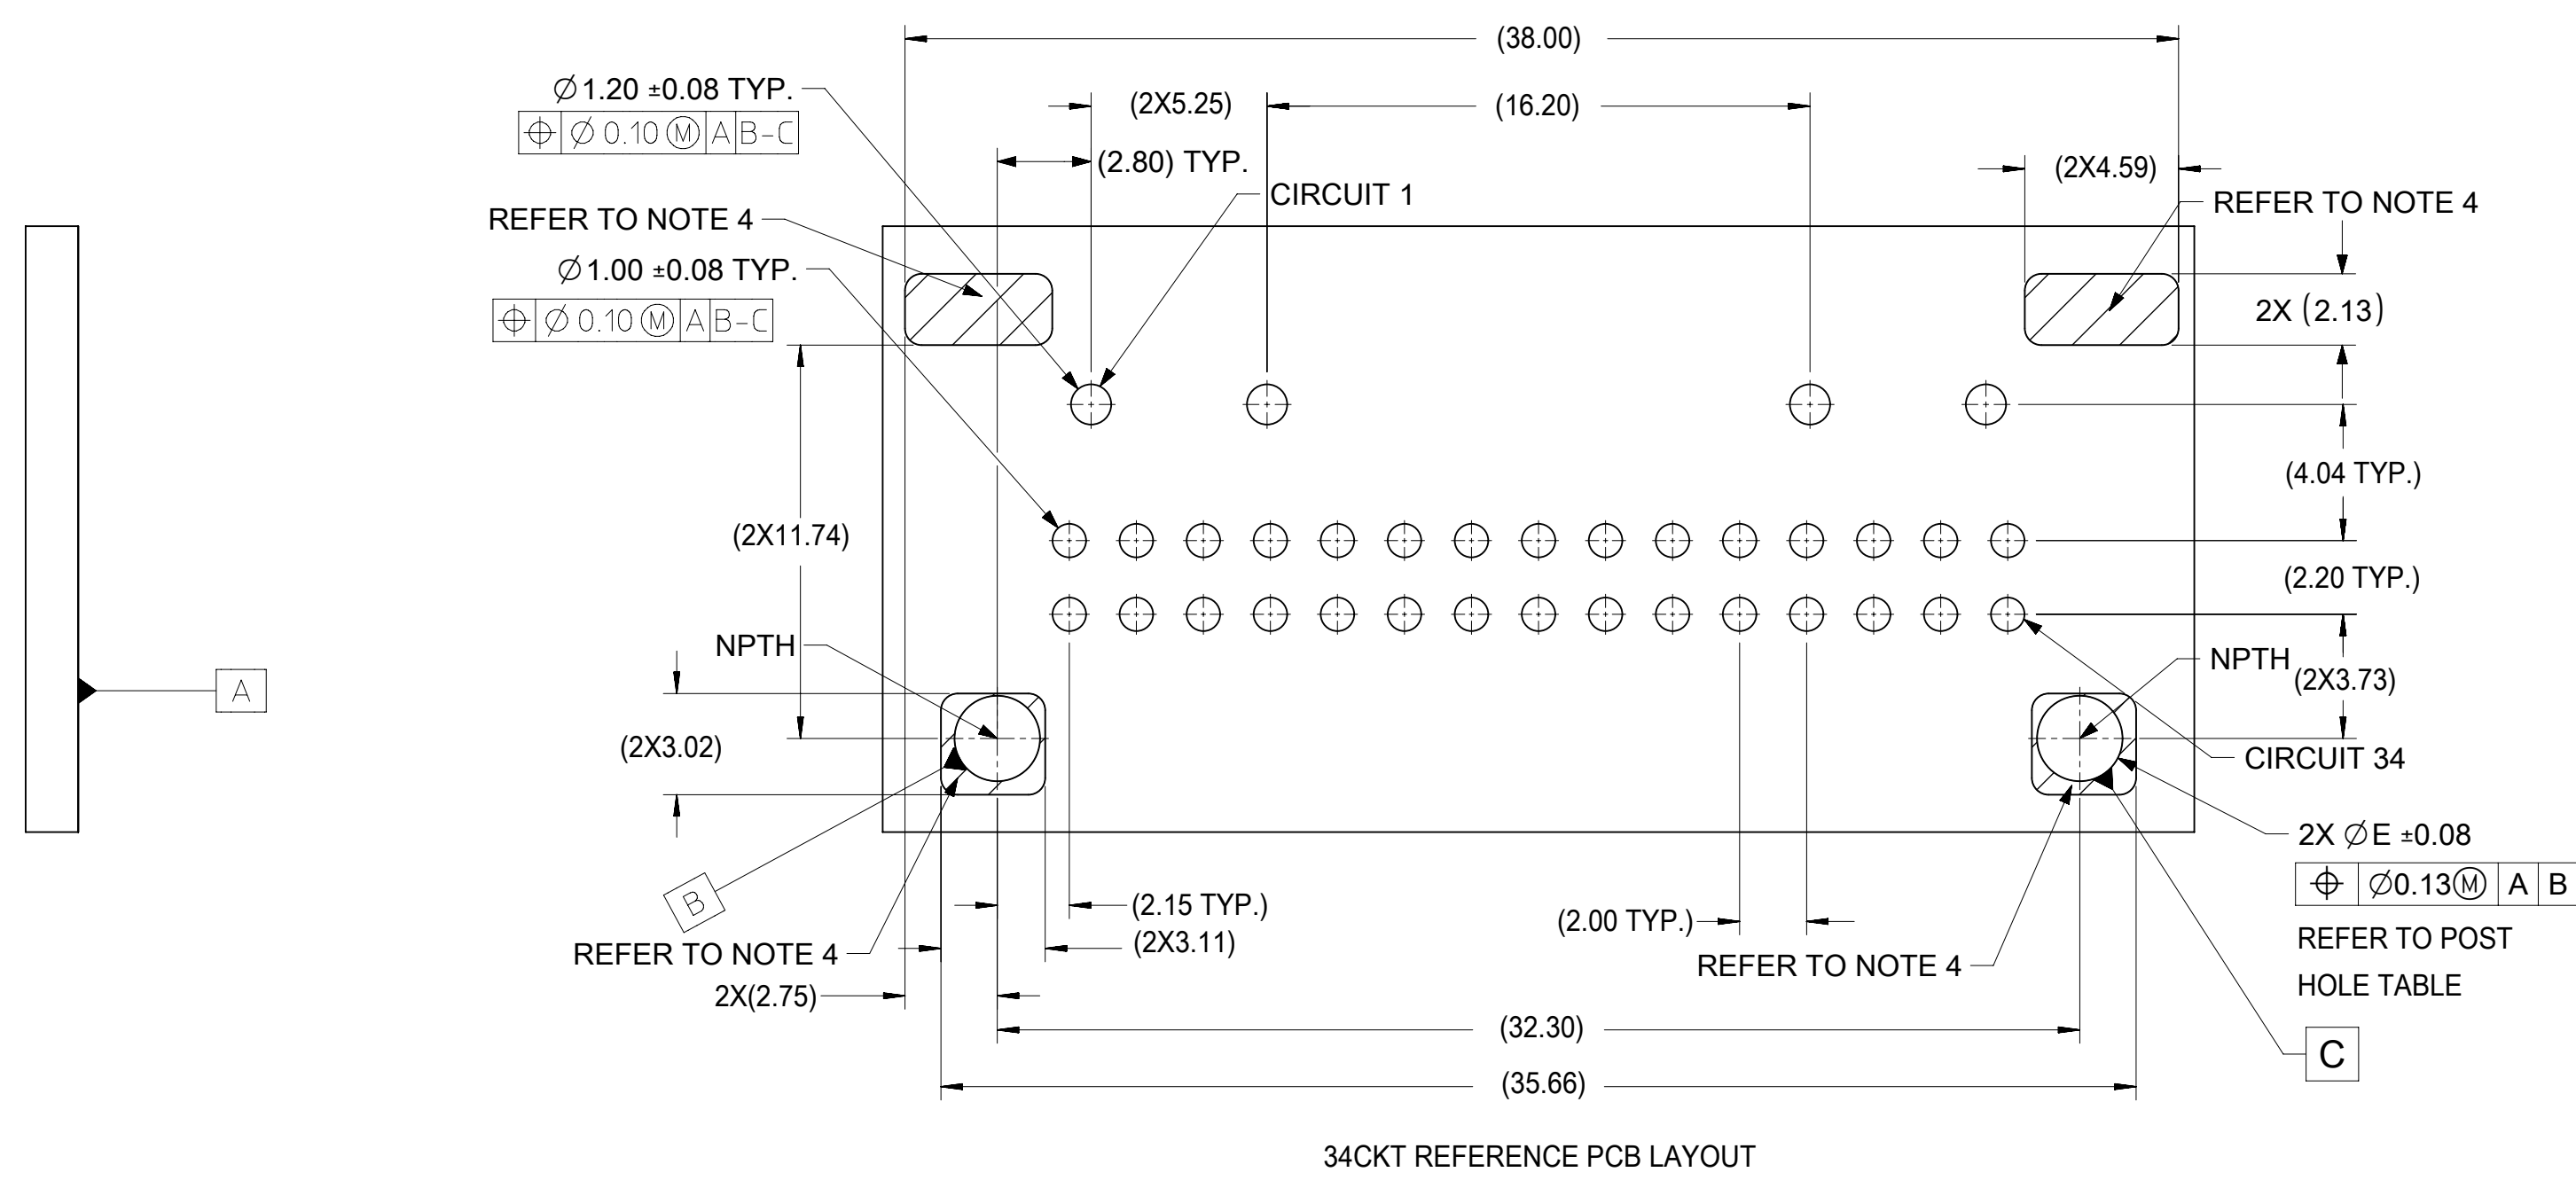 (38.00)
⌀1.20 ±0.08 TYP.
⌖ ⌀ 0.10 Ⓜ A B-C
(2X5.25)
(16.20)
(2.80) TYP.
(2X4.59)
CIRCUIT 1
REFER TO NOTE 4
REFER TO NOTE 4
⌀1.00 ±0.08 TYP.
⌖ ⌀ 0.10 Ⓜ A B-C
2X (2.13)
(4.04 TYP.)
(2X11.74)
(2.20 TYP.)
NPTH
NPTH
(2X3.73)
A
(2X3.02)
CIRCUIT 34
2X ⌀E ±0.08
⌖ ⌀0.13Ⓜ A B
REFER TO POST
HOLE TABLE
B
(2.15 TYP.)
(2.00 TYP.)
(2X3.11)
REFER TO NOTE 4
REFER TO NOTE 4
2X(2.75)
(32.30)
C
(35.66)
34CKT REFERENCE PCB LAYOUT